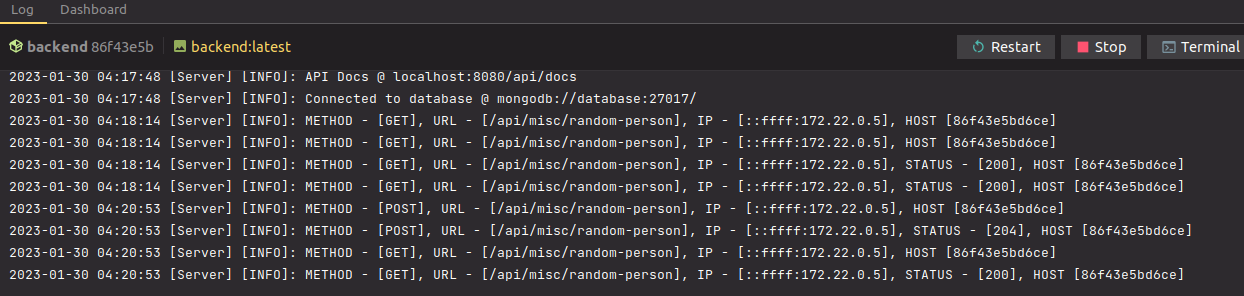 Log Dashboard
backend 86f43e5b backend:latest Restart Stop Terminal
2023-01-30 04:17:48 [Server] [INFO]: API Docs @ localhost:8080/api/docs
2023-01-30 04:17:48 [Server] [INFO]: Connected to database @ mongodb://database:27017/
2023-01-30 04:18:14 [Server] [INFO]: METHOD - [GET], URL - [/api/misc/random-person], IP - [::ffff:172.22.0.5], HOST [86f43e5bd6ce]
2023-01-30 04:18:14 [Server] [INFO]: METHOD - [GET], URL - [/api/misc/random-person], IP - [::ffff:172.22.0.5], HOST [86f43e5bd6ce]
2023-01-30 04:18:14 [Server] [INFO]: METHOD - [GET], URL - [/api/misc/random-person], IP - [::ffff:172.22.0.5], STATUS - [200], HOST [86f43e5bd6ce]
2023-01-30 04:18:14 [Server] [INFO]: METHOD - [GET], URL - [/api/misc/random-person], IP - [::ffff:172.22.0.5], STATUS - [200], HOST [86f43e5bd6ce]
2023-01-30 04:20:53 [Server] [INFO]: METHOD - [POST], URL - [/api/misc/random-person], IP - [::ffff:172.22.0.5], HOST [86f43e5bd6ce]
2023-01-30 04:20:53 [Server] [INFO]: METHOD - [POST], URL - [/api/misc/random-person], IP - [::ffff:172.22.0.5], STATUS - [204], HOST [86f43e5bd6ce]
2023-01-30 04:20:53 [Server] [INFO]: METHOD - [GET], URL - [/api/misc/random-person], IP - [::ffff:172.22.0.5], HOST [86f43e5bd6ce]
2023-01-30 04:20:53 [Server] [INFO]: METHOD - [GET], URL - [/api/misc/random-person], IP - [::ffff:172.22.0.5], STATUS - [200], HOST [86f43e5bd6ce]